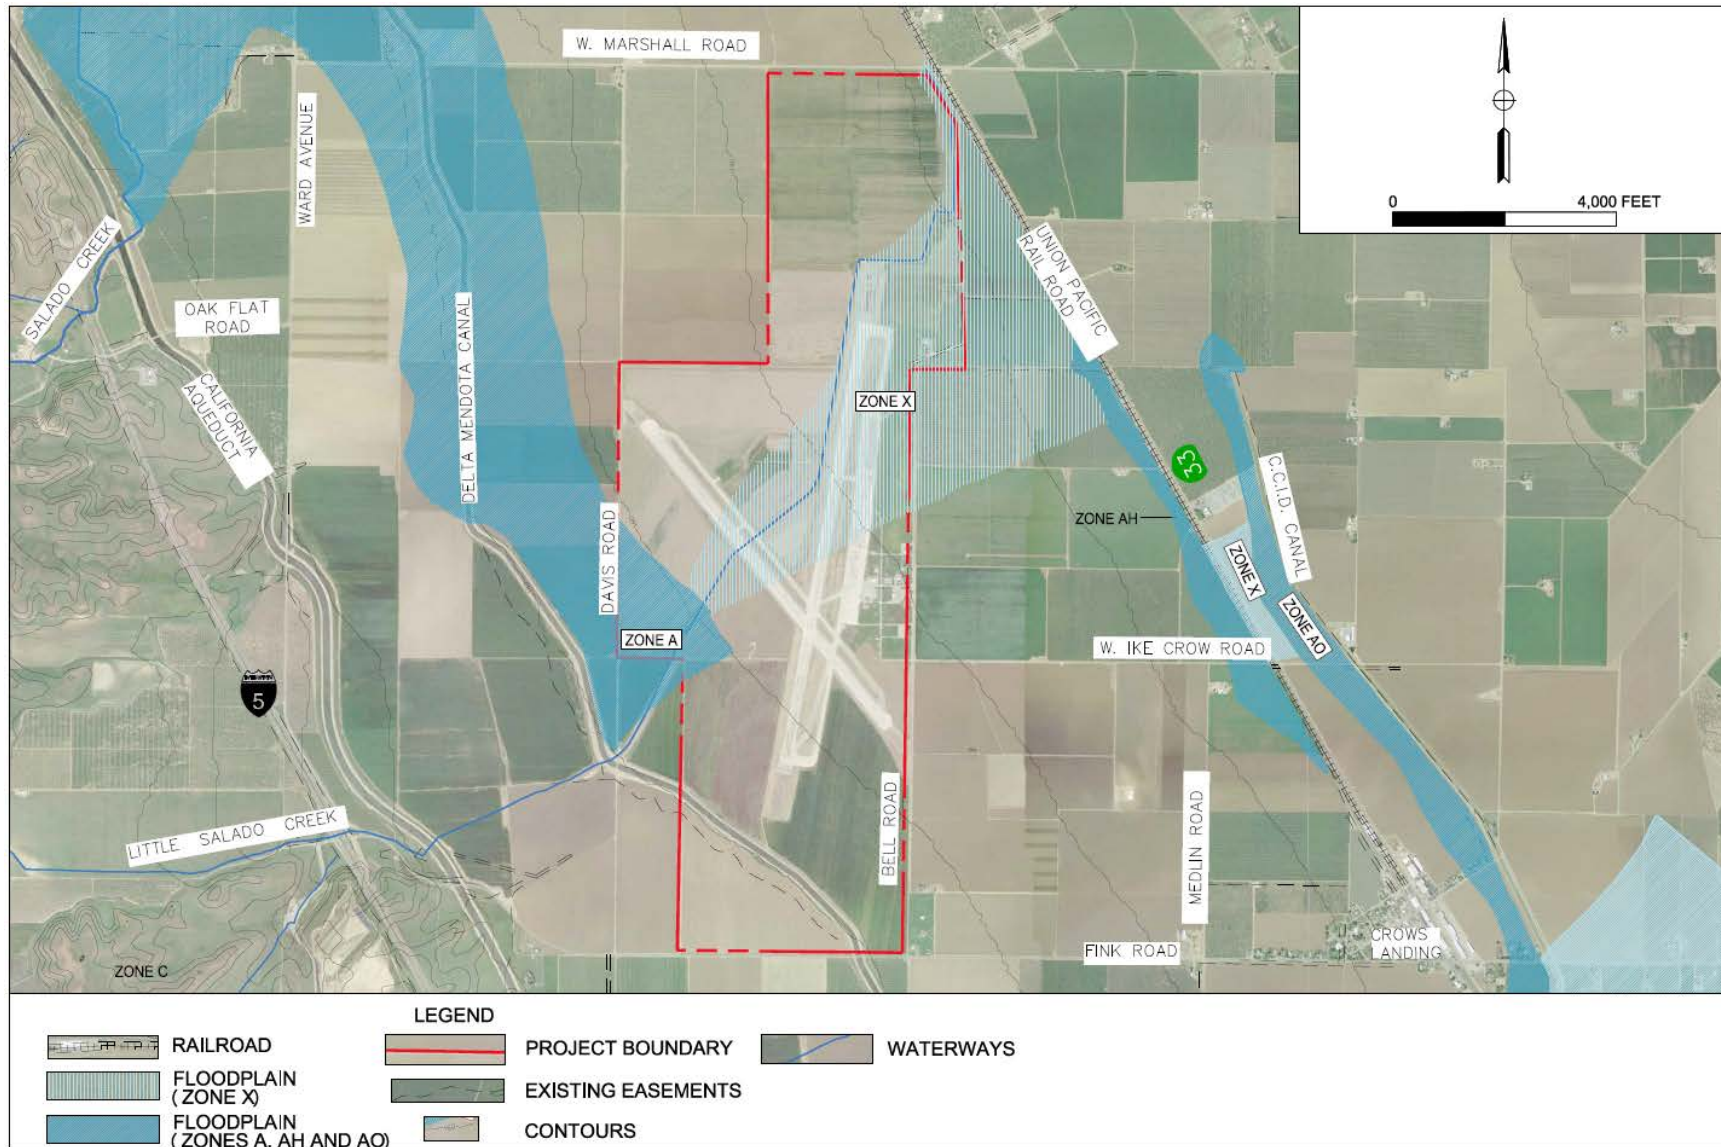 W. MARSHALL ROAD
WARD AVENUE
0 4,000 FEET
SALADO CREEK
OAK FLAT
ROAD
CALIFORNIA
AQUEDUCT
DELTA MENDOTA CANAL
UNION PACIFIC
RAIL ROAD
ZONE X
33
C.C.I.D. CANAL
ZONE AH
DAVIS ROAD
ZONE X
ZONE AO
ZONE A
W. IKE CROW ROAD
5
LITTLE SALADO CREEK
BELL ROAD
MEDLIN ROAD
FINK ROAD
CROWS
LANDING
ZONE C
LEGEND
RAILROAD
PROJECT BOUNDARY
WATERWAYS
FLOODPLAIN
( ZONE X)
EXISTING EASEMENTS
FLOODPLAIN
( ZONES A, AH AND AO)
CONTOURS